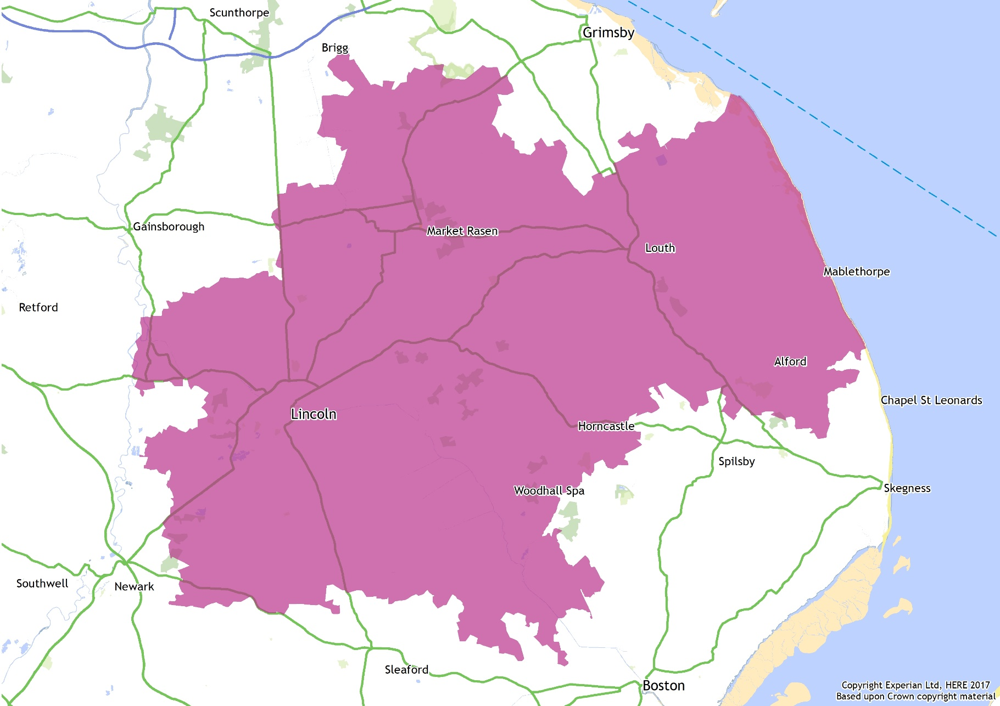 Scunthorpe
Grimsby
Brigg
Gainsborough
Market Rasen
Louth
Mablethorpe
Retford
Alford
Chapel St Leonards
Lincoln
Horncastle
Spilsby
Woodhall Spa
Skegness
Southwell
Newark
Sleaford
Boston
Copyright Experian Ltd, HERE 2017
Based upon Crown copyright material